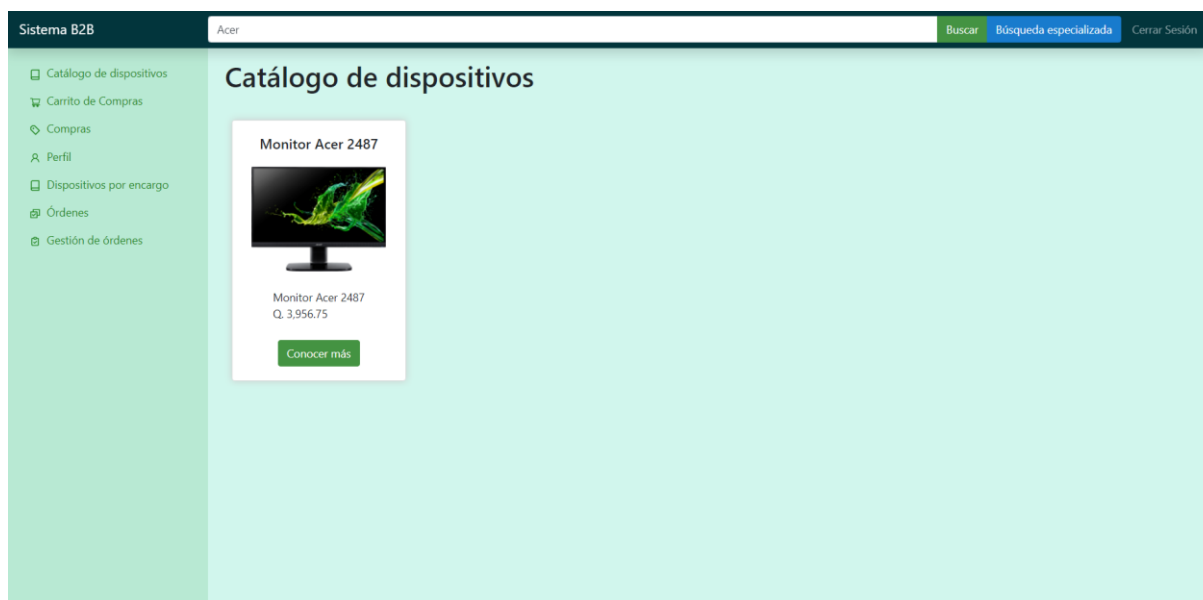 Sistema B2B
Acer
Buscar
Búsqueda especializada
Cerrar Sesión
Catálogo de dispositivos
Carrito de Compras
Compras
Perfil
Dispositivos por encargo
Órdenes
Gestión de órdenes
Catálogo de dispositivos
Monitor Acer 2487
Monitor Acer 2487
Q. 3,956.75
Conocer más